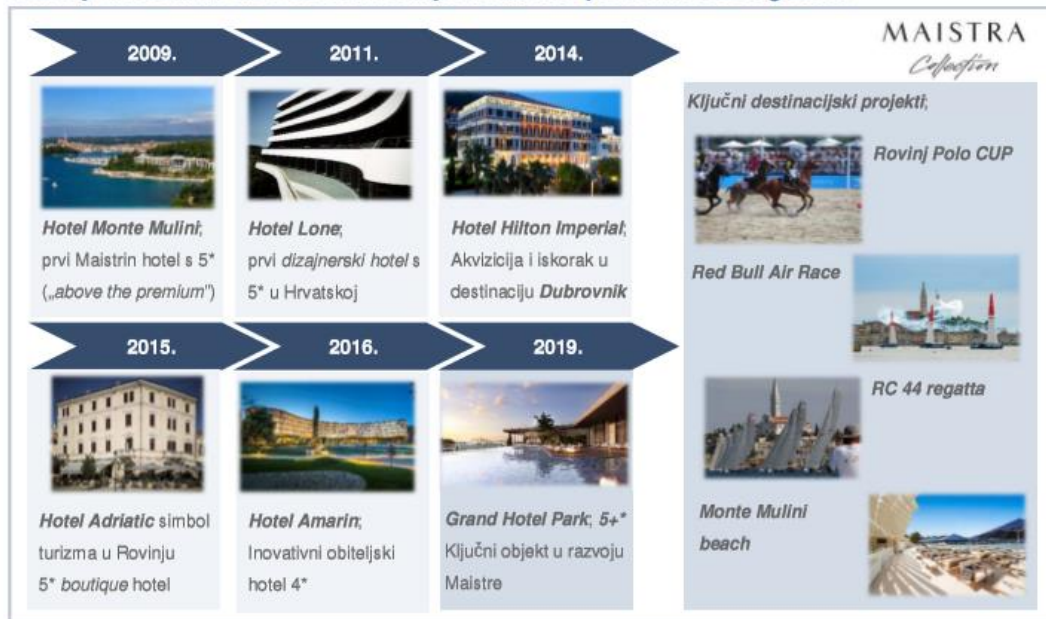 2009.
2011.
2014.
Hotel Monte Mulini;
prvi Maistrin hotel s 5*
(„above the premium")
Hotel Lone;
prvi dizajnerski hotel s
5* u Hrvatskoj
Hotel Hilton Imperial;
Akvizicija i iskorak u
destinaciju Dubrovnik
2015.
2016.
2019.
Hotel Adriatic simbol
turizma u Rovinju
5* boutique hotel
Hotel Amarin;
Inovativni obiteljski
hotel 4*
Grand Hotel Park; 5+*
Ključni objekt u razvoju
Maistre
MAISTRA
Collection
Ključni destinacijski projekti;
Rovinj Polo CUP
Red Bull Air Race
RC 44 regatta
Monte Mulini
beach